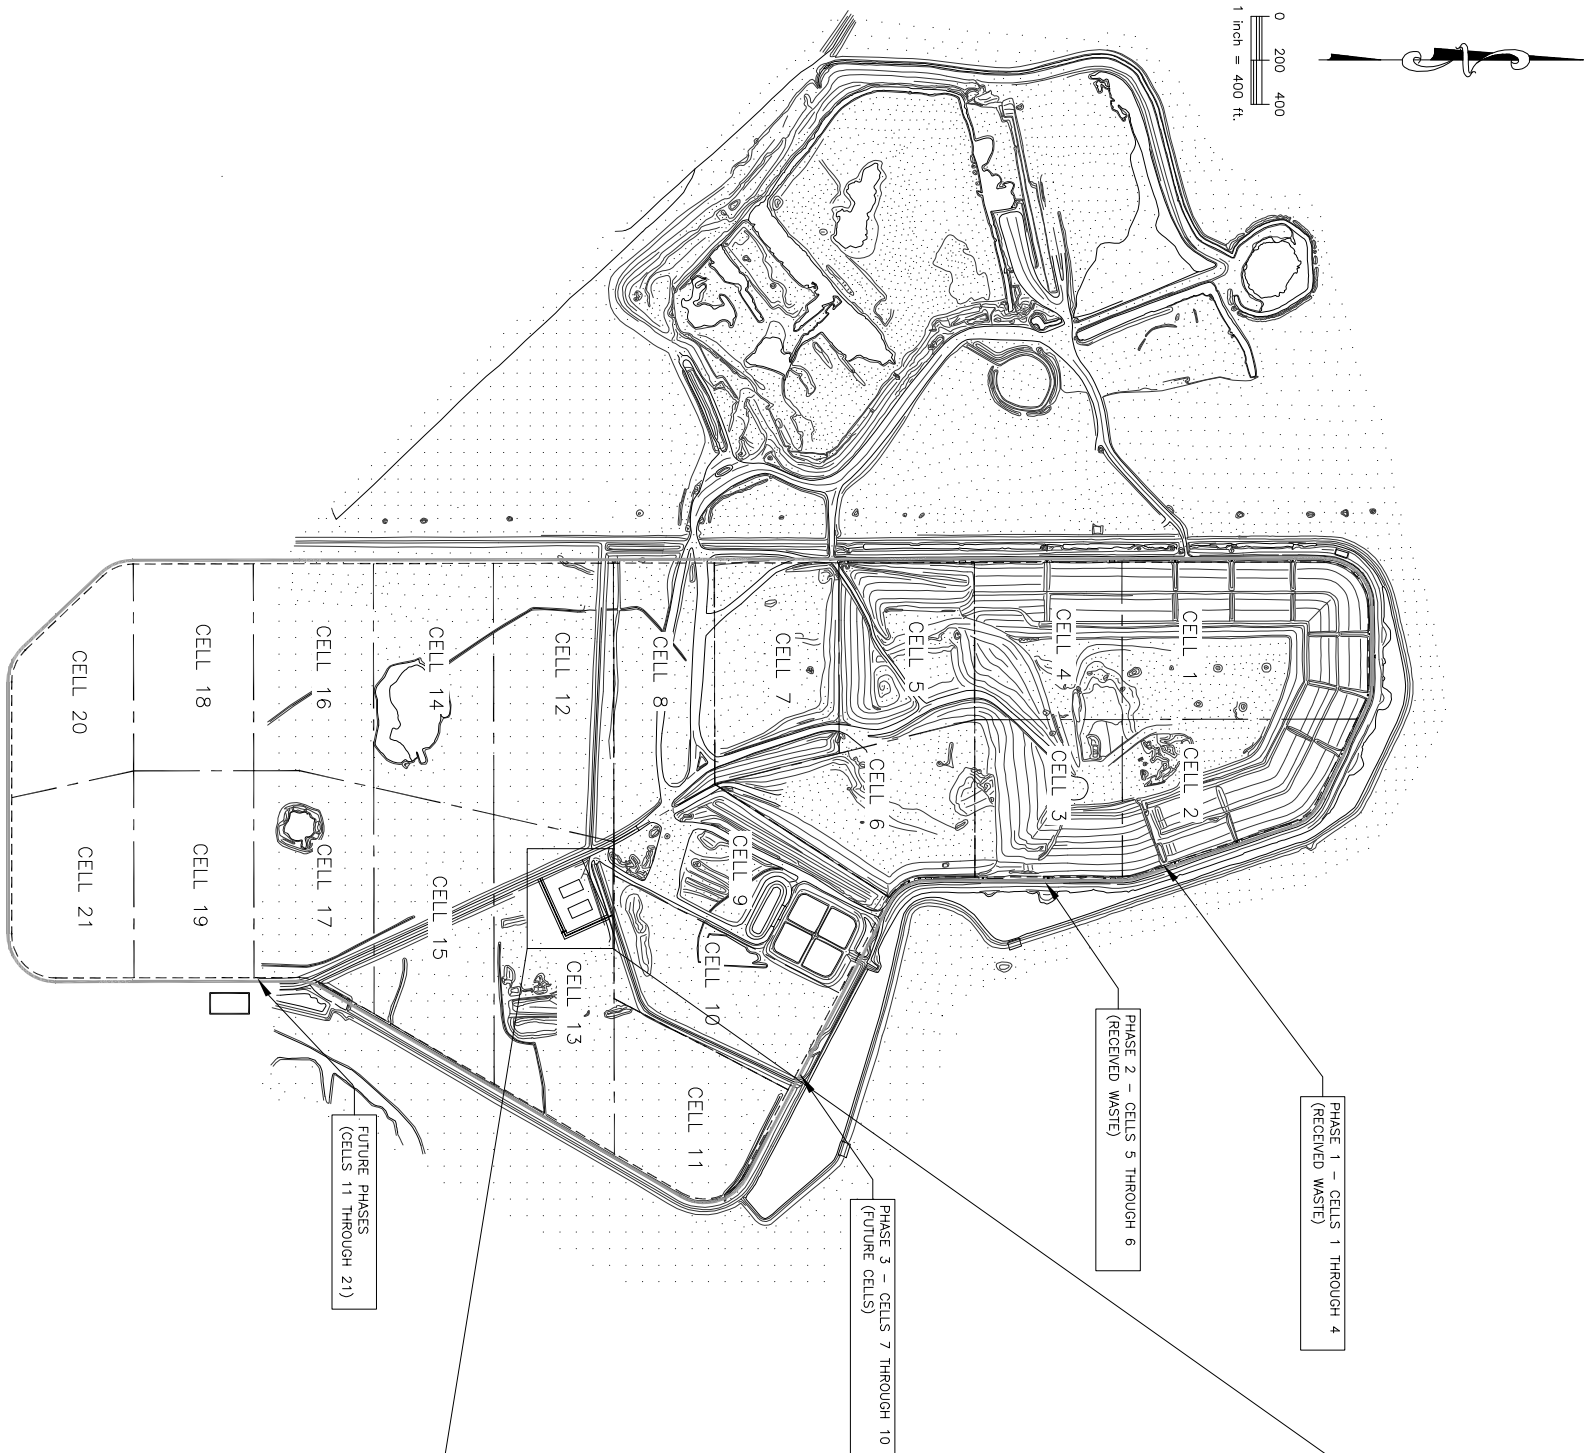 0 200 400
1 inch = 400 ft.
CELL 1
CELL 2
CELL 3
CELL 4
CELL 5
CELL 6
CELL 7
CELL 8
CELL 9
CELL 10
CELL 11
CELL 12
CELL 13
CELL 14
CELL 15
CELL 16
CELL 17
CELL 18
CELL 19
CELL 20
CELL 21
PHASE 1 - CELLS 1 THROUGH 4
(RECEIVED WASTE)
PHASE 2 - CELLS 5 THROUGH 6
(RECEIVED WASTE)
PHASE 3 - CELLS 7 THROUGH 10
(FUTURE CELLS)
FUTURE PHASES
(CELLS 11 THROUGH 21)